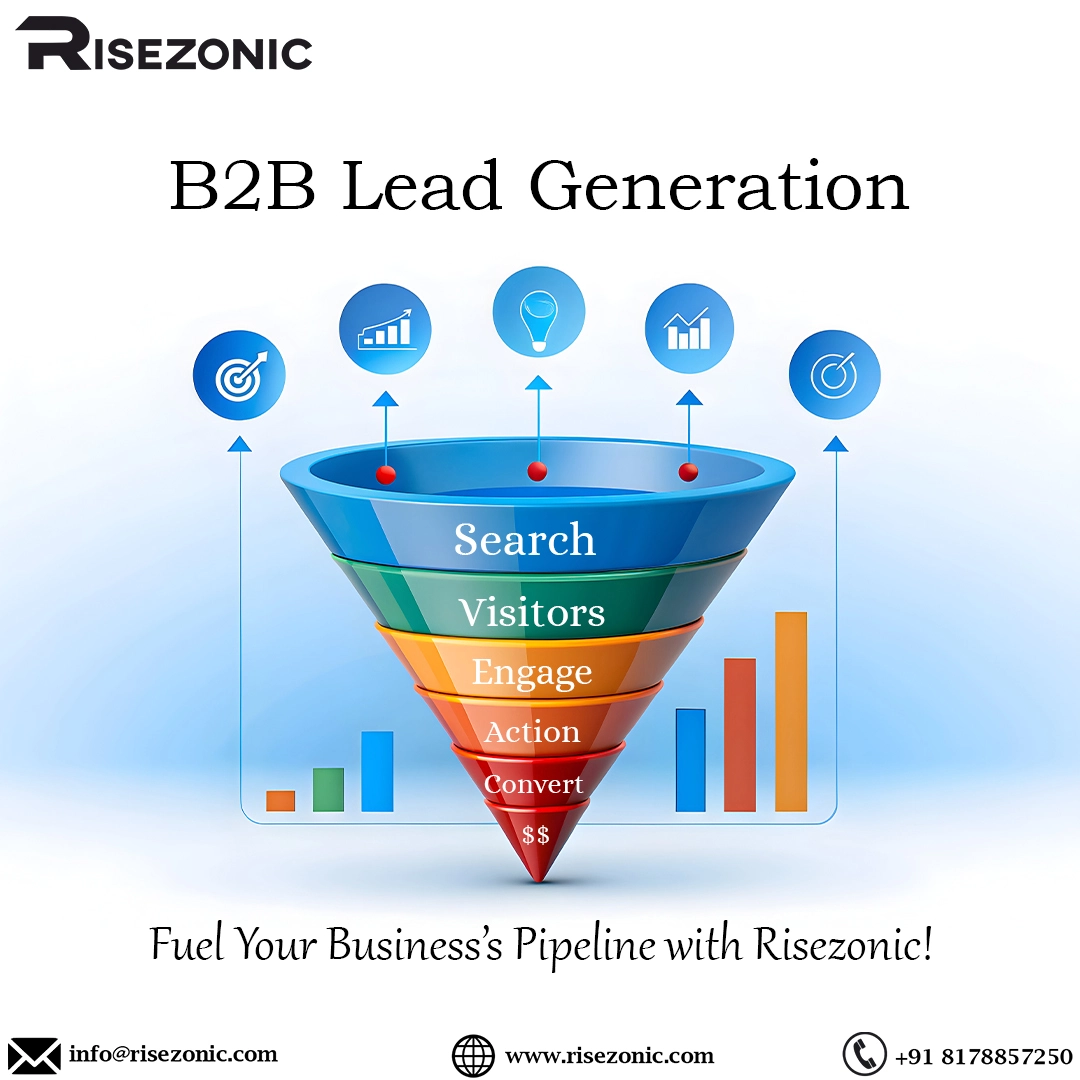 RISEZONIC
B2B Lead Generation
Search
Visitors
Engage
Action
Convert
$$
Fuel Your Business's Pipeline with Risezonic!
info@risezonic.com
www.risezonic.com
+91 8178857250